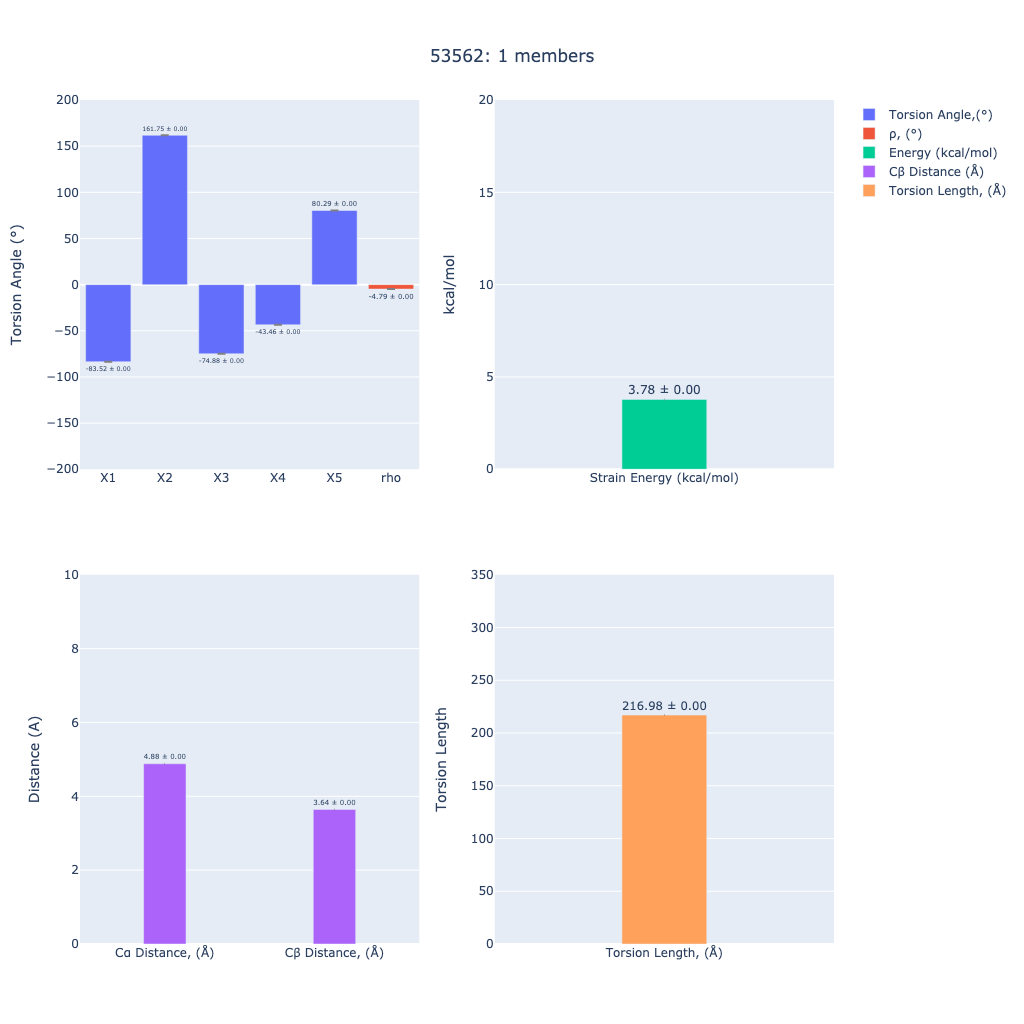 53562: 1 members
Torsion Angle (°)
200
150
100
50
0
−50
−100
−150
−200
-83.52 ± 0.00
161.75 ± 0.00
-74.88 ± 0.00
-43.46 ± 0.00
80.29 ± 0.00
-4.79 ± 0.00
X1 X2 X3 X4 X5 rho
kcal/mol
20
15
10
5
0
3.78 ± 0.00
Strain Energy (kcal/mol)
Torsion Angle,(°)
ρ, (°)
Energy (kcal/mol)
Cβ Distance (Å)
Torsion Length, (Å)
Distance (A)
10
8
6
4
2
0
4.88 ± 0.00
3.64 ± 0.00
Cα Distance, (Å) Cβ Distance, (Å)
Torsion Length
350
300
250
200
150
100
50
0
216.98 ± 0.00
Torsion Length, (Å)